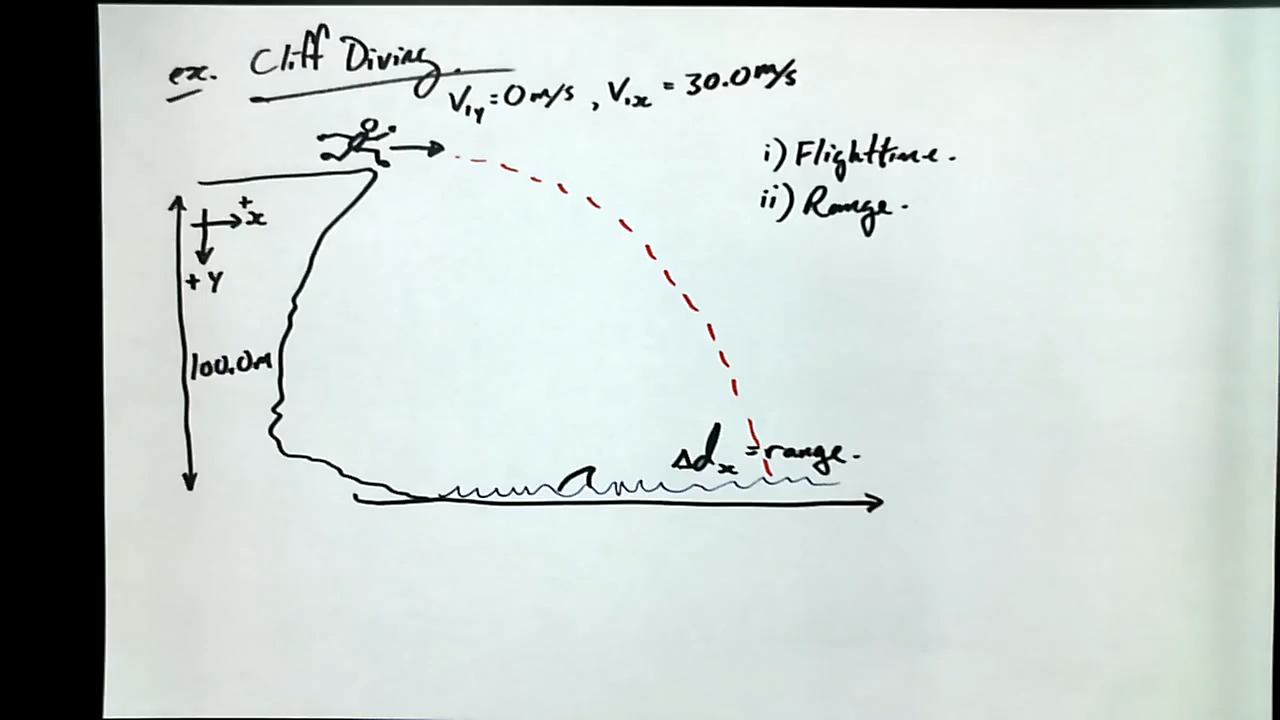 ex. Cliff Diving.
V₁y = 0 m/s, V₁x = 30.0 m/s
i) Flighttime.
ii) Range.
+
x
+ y
100.0m
Δdx = range.